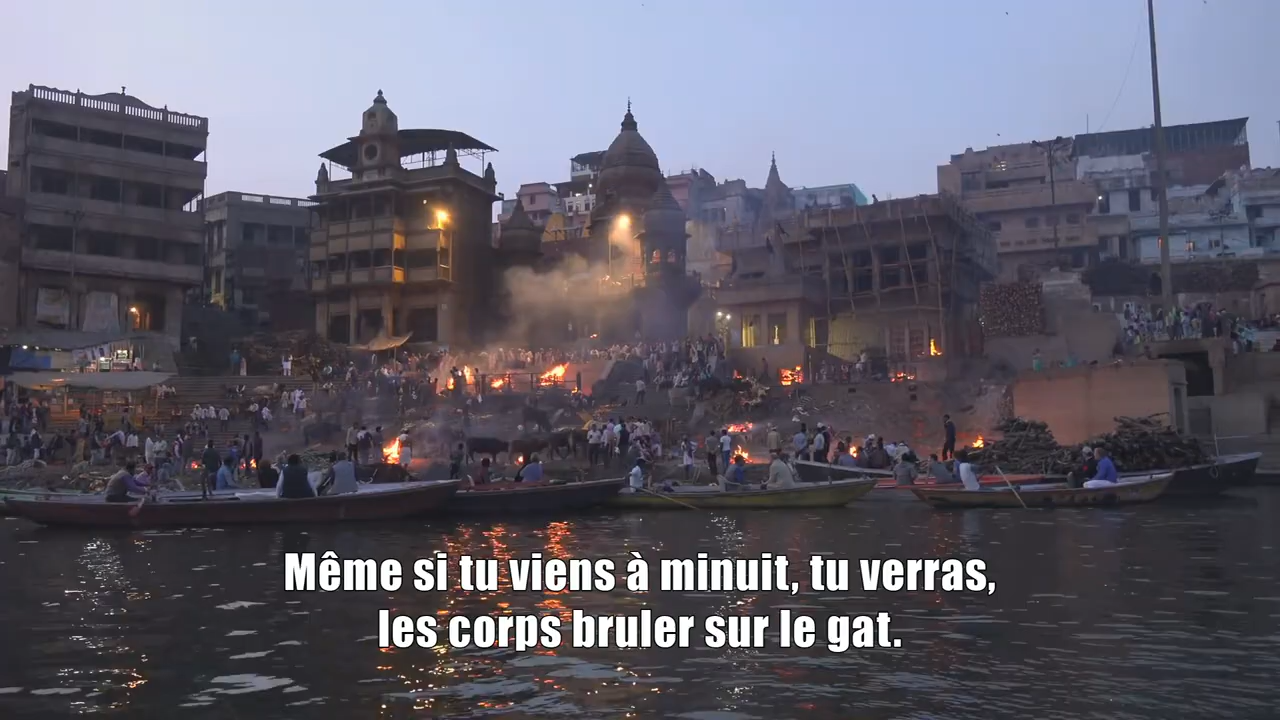 Même si tu viens à minuit, tu verras,
les corps bruler sur le gat.